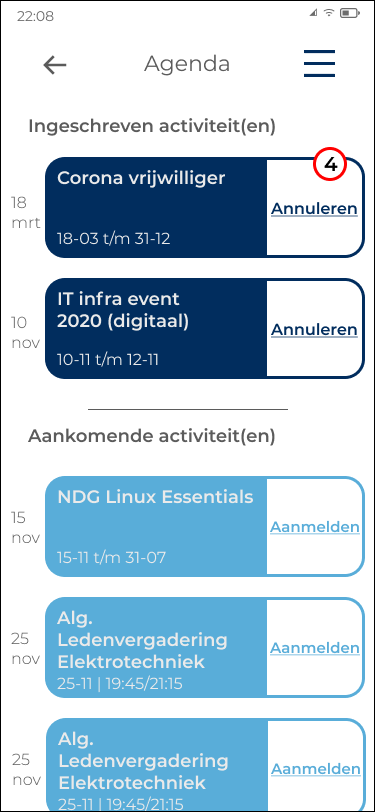 22:08
Agenda
Ingeschreven activiteit(en)
18
mrt
Corona vrijwilliger
18-03 t/m 31-12
4
Annuleren
10
nov
IT infra event
2020 (digitaal)
10-11 t/m 12-11
Annuleren
Aankomende activiteit(en)
15
nov
NDG Linux Essentials
15-11 t/m 31-07
Aanmelden
25
nov
Alg.
Ledenvergadering
Elektrotechniek
25-11 | 19:45/21:15
Aanmelden
25
nov
Alg.
Ledenvergadering
Elektrotechniek
25-11 | 19:45/21:15
Aanmelden